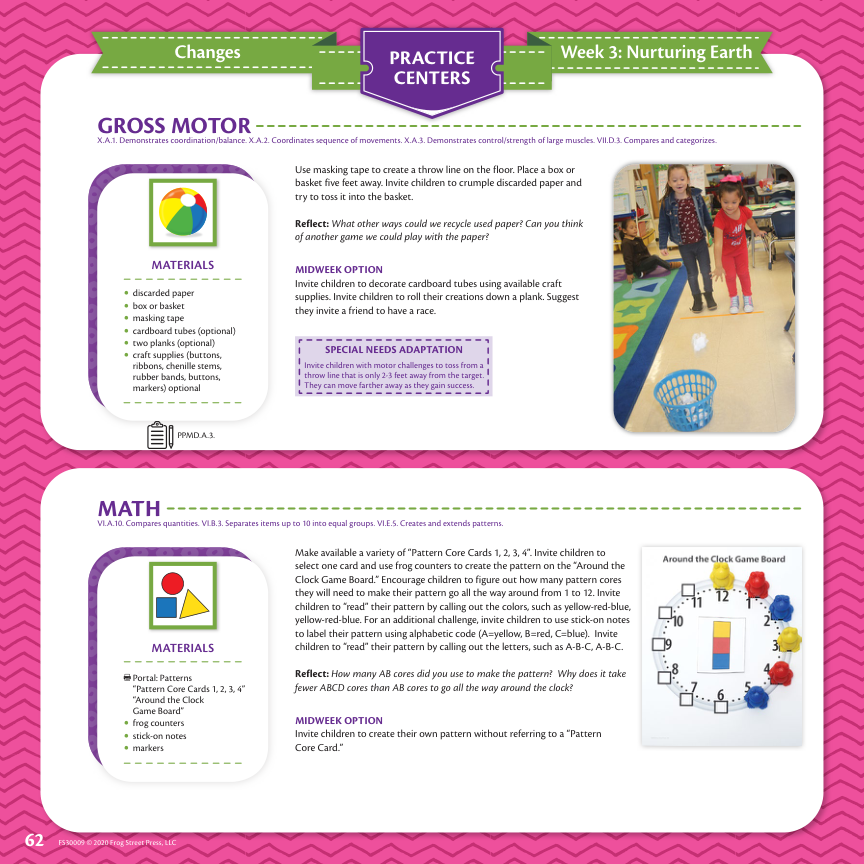 Changes
PRACTICE
CENTERS
Week 3: Nurturing Earth
GROSS MOTOR
X.A.1. Demonstrates coordination/balance. X.A.2. Coordinates sequence of movements. X.A.3. Demonstrates control/strength of large muscles. VII.D.3. Compares and categorizes.
MATERIALS
• discarded paper
• box or basket
• masking tape
• cardboard tubes (optional)
• two planks (optional)
• craft supplies (buttons,
ribbons, chenille stems,
rubber bands, buttons,
markers) optional
PPMD.A.3.
Use masking tape to create a throw line on the floor. Place a box or
basket five feet away. Invite children to crumple discarded paper and
try to toss it into the basket.
Reflect: What other ways could we recycle used paper? Can you think
of another game we could play with the paper?
MIDWEEK OPTION
Invite children to decorate cardboard tubes using available craft
supplies. Invite children to roll their creations down a plank. Suggest
they invite a friend to have a race.
SPECIAL NEEDS ADAPTATION
Invite children with motor challenges to toss from a
throw line that is only 2-3 feet away from the target.
They can move farther away as they gain success.
MATH
VI.A.10. Compares quantities. VI.B.3. Separates items up to 10 into equal groups. VI.E.5. Creates and extends patterns.
MATERIALS
Portal: Patterns
"Pattern Core Cards 1, 2, 3, 4"
"Around the Clock
Game Board"
• frog counters
• stick-on notes
• markers
Make available a variety of "Pattern Core Cards 1, 2, 3, 4". Invite children to
select one card and use frog counters to create the pattern on the "Around the
Clock Game Board." Encourage children to figure out how many pattern cores
they will need to make their pattern go all the way around from 1 to 12. Invite
children to "read" their pattern by calling out the colors, such as yellow-red-blue,
yellow-red-blue. For an additional challenge, invite children to use stick-on notes
to label their pattern using alphabetic code (A=yellow, B=red, C=blue). Invite
children to "read" their pattern by calling out the letters, such as A-B-C, A-B-C.
Reflect: How many AB cores did you use to make the pattern? Why does it take
fewer ABCD cores than AB cores to go all the way around the clock?
MIDWEEK OPTION
Invite children to create their own pattern without referring to a "Pattern
Core Card."
Around the Clock Game Board
12
11
1
10
2
9
3
8
4
7
6
5
62
FS30009 © 2020 Frog Street Press, LLC